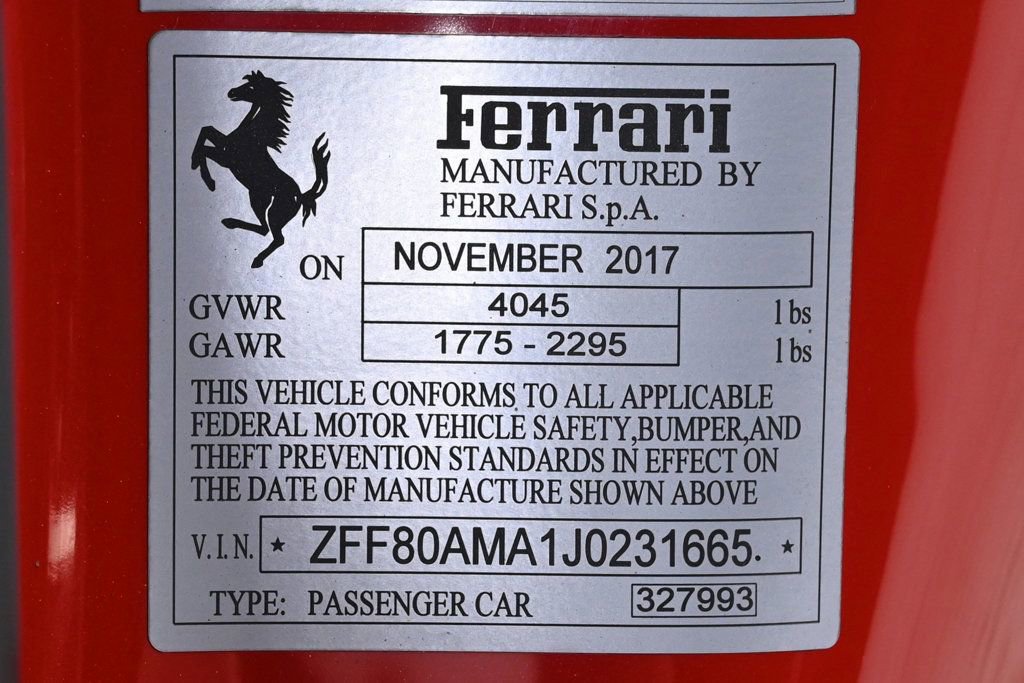 Ferrari
MANUFACTURED BY
FERRARI S.p.A.
ON NOVEMBER 2017
GVWR 4045 lbs
GAWR 1775 - 2295 lbs
THIS VEHICLE CONFORMS TO ALL APPLICABLE
FEDERAL MOTOR VEHICLE SAFETY,BUMPER,AND
THEFT PREVENTION STANDARDS IN EFFECT ON
THE DATE OF MANUFACTURE SHOWN ABOVE
V.I.N. ★ ZFF80AMA1J0231665. ★
TYPE: PASSENGER CAR 327993